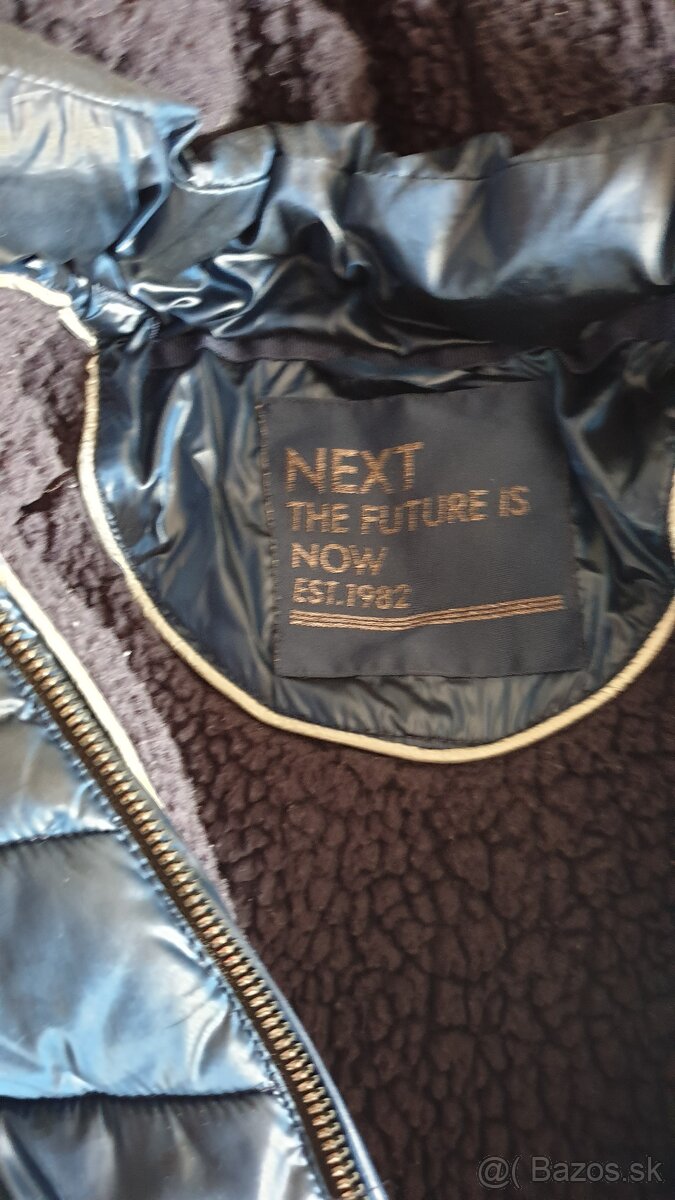 NEXT
THE FUTURE IS
NOW
EST.1982
@( Bazos.sk